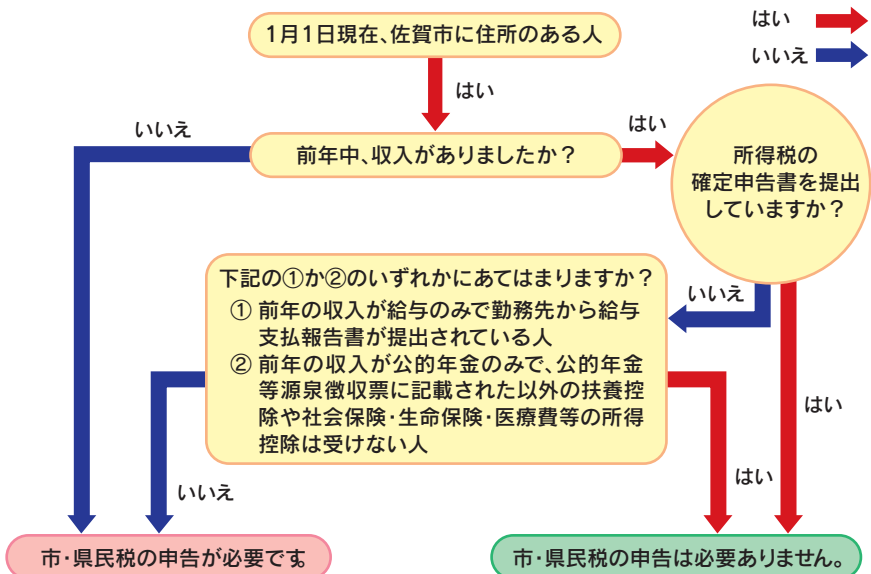 はい
いいえ
1月1日現在、佐賀市に住所のある人
はい
いいえ
前年中、収入がありましたか？
はい
所得税の
確定申告書を提出
していますか？
下記の①か②のいずれかにあてはまりますか？
① 前年の収入が給与のみで勤務先から給与
支払報告書が提出されている人
② 前年の収入が公的年金のみで、公的年金
等源泉徴収票に記載された以外の扶養控
除や社会保険・生命保険・医療費等の所得
控除は受けない人
いいえ
はい
はい
いいえ
市・県民税の申告が必要です。
市・県民税の申告は必要ありません。